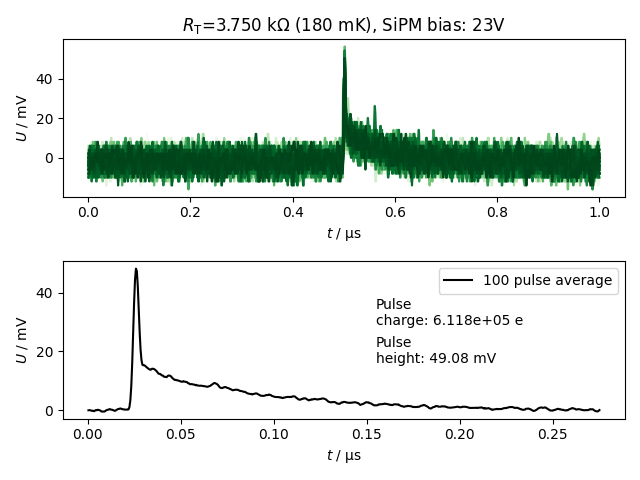 R_T=3.750 kΩ (180 mK), SiPM bias: 23V
U / mV
40
20
0
0.0 0.2 0.4 0.6 0.8 1.0
t / μs
U / mV
40
20
0
100 pulse average
Pulse
charge: 6.118e+05 e
Pulse
height: 49.08 mV
0.00 0.05 0.10 0.15 0.20 0.25
t / μs